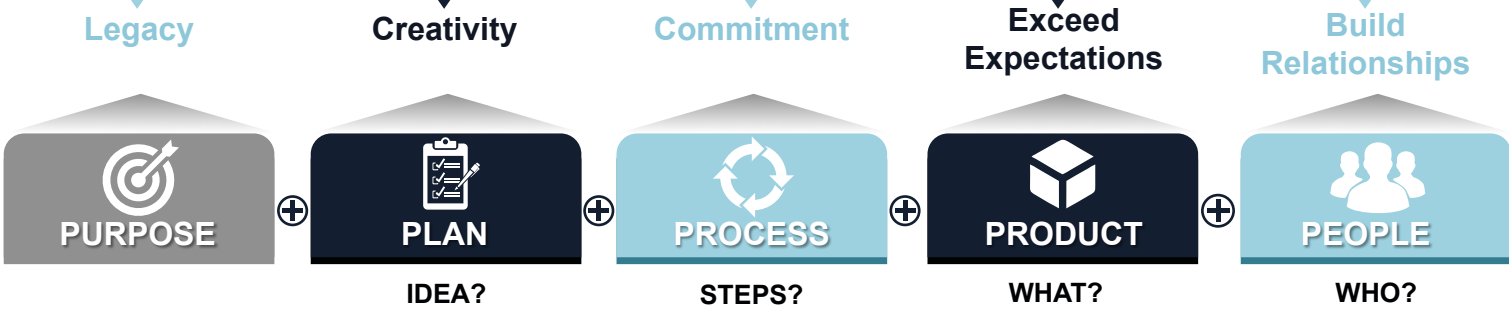 Legacy
Creativity
Commitment
Exceed
Expectations
Build
Relationships
PURPOSE
PLAN
PROCESS
PRODUCT
PEOPLE
IDEA?
STEPS?
WHAT?
WHO?